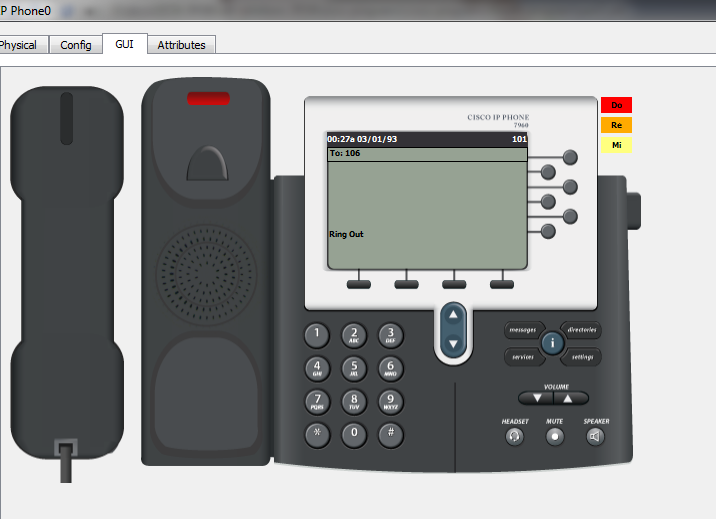 IP Phone0
Physical
Config
GUI
Attributes
CISCO IP PHONE
7960
00:27a 03/01/93
101
To: 106
Ring Out
Do
Re
Mi
1
2
ABC
3
DEF
4
GHI
5
JKL
6
MNO
7
PQRS
8
TUV
9
WXYZ
*
0
#
messages
directories
i
services
settings
VOLUME
HEADSET
MUTE
SPEAKER